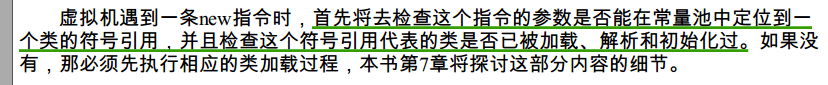 虚拟机遇到一条new指令时，首先将去检查这个指令的参数是否能在常量池中定位到一
个类的符号引用，并且检查这个符号引用代表的类是否已被加载、解析和初始化过。如果没
有，那必须先执行相应的类加载过程，本书第7章将探讨这部分内容的细节。